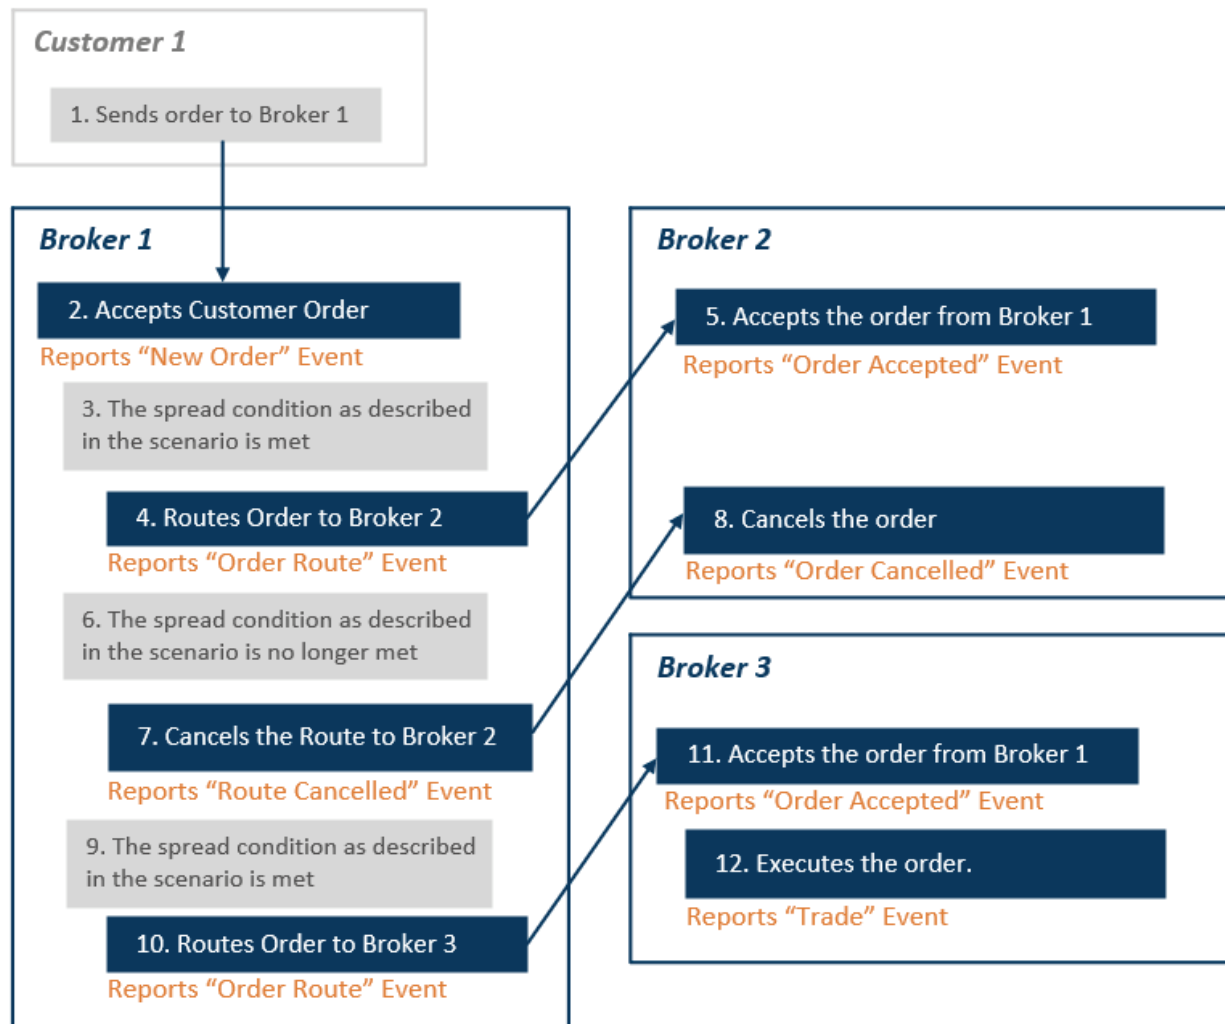 Customer 1
1. Sends order to Broker 1
Broker 1
2. Accepts Customer Order
Reports “New Order” Event
3. The spread condition as described
in the scenario is met
4. Routes Order to Broker 2
Reports “Order Route” Event
6. The spread condition as described
in the scenario is no longer met
7. Cancels the Route to Broker 2
Reports “Route Cancelled” Event
9. The spread condition as described
in the scenario is met
10. Routes Order to Broker 3
Reports “Order Route” Event
Broker 2
5. Accepts the order from Broker 1
Reports “Order Accepted” Event
8. Cancels the order
Reports “Order Cancelled” Event
Broker 3
11. Accepts the order from Broker 1
Reports “Order Accepted” Event
12. Executes the order.
Reports “Trade” Event